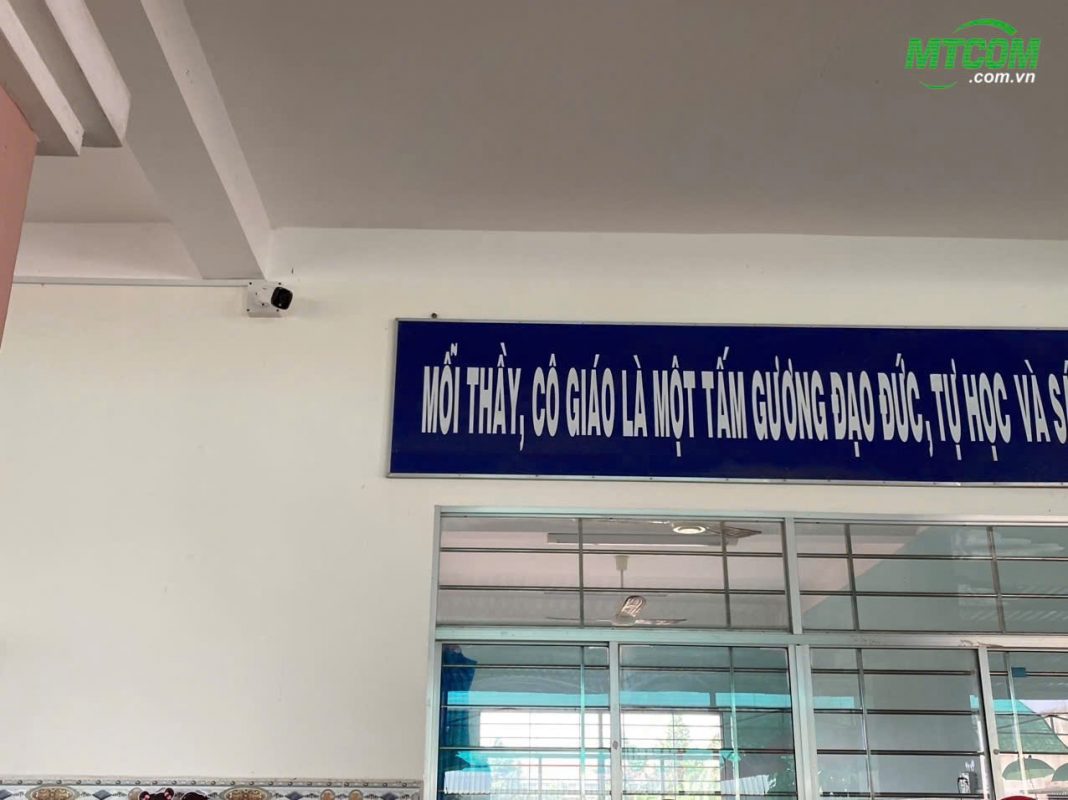 MTCOM
.com.vn
MỖI THẦY, CÔ GIÁO LÀ MỘT TẤM GƯƠNG ĐẠO ĐỨC, TỰ HỌC VÀ